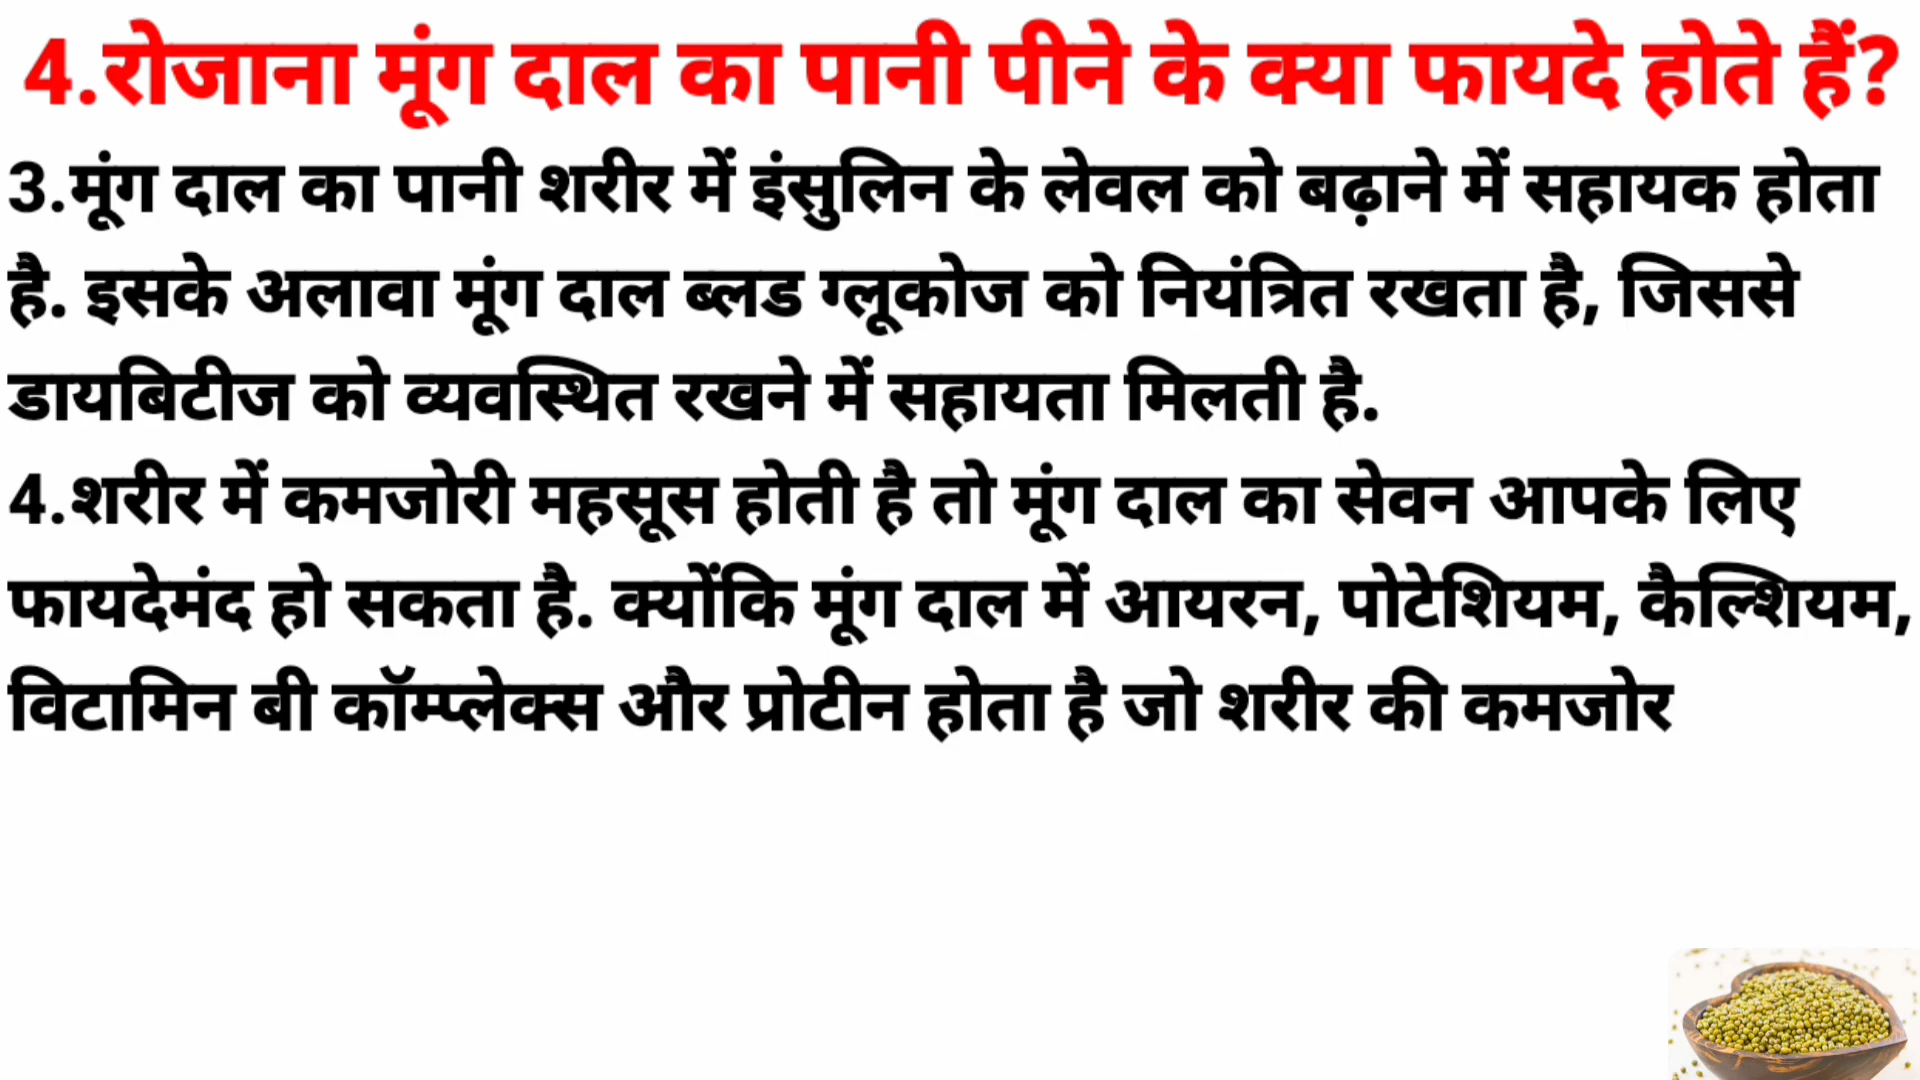 4.रोजाना मूंग दाल का पानी पीने के क्या फायदे होते हैं?
3.मूंग दाल का पानी शरीर में इंसुलिन के लेवल को बढ़ाने में सहायक होता
है. इसके अलावा मूंग दाल ब्लड ग्लूकोज को नियंत्रित रखता है, जिससे
डायबिटीज को व्यवस्थित रखने में सहायता मिलती है.
4.शरीर में कमजोरी महसूस होती है तो मूंग दाल का सेवन आपके लिए
फायदेमंद हो सकता है. क्योंकि मूंग दाल में आयरन, पोटेशियम, कैल्शियम,
विटामिन बी कॉम्प्लेक्स और प्रोटीन होता है जो शरीर की कमजोर